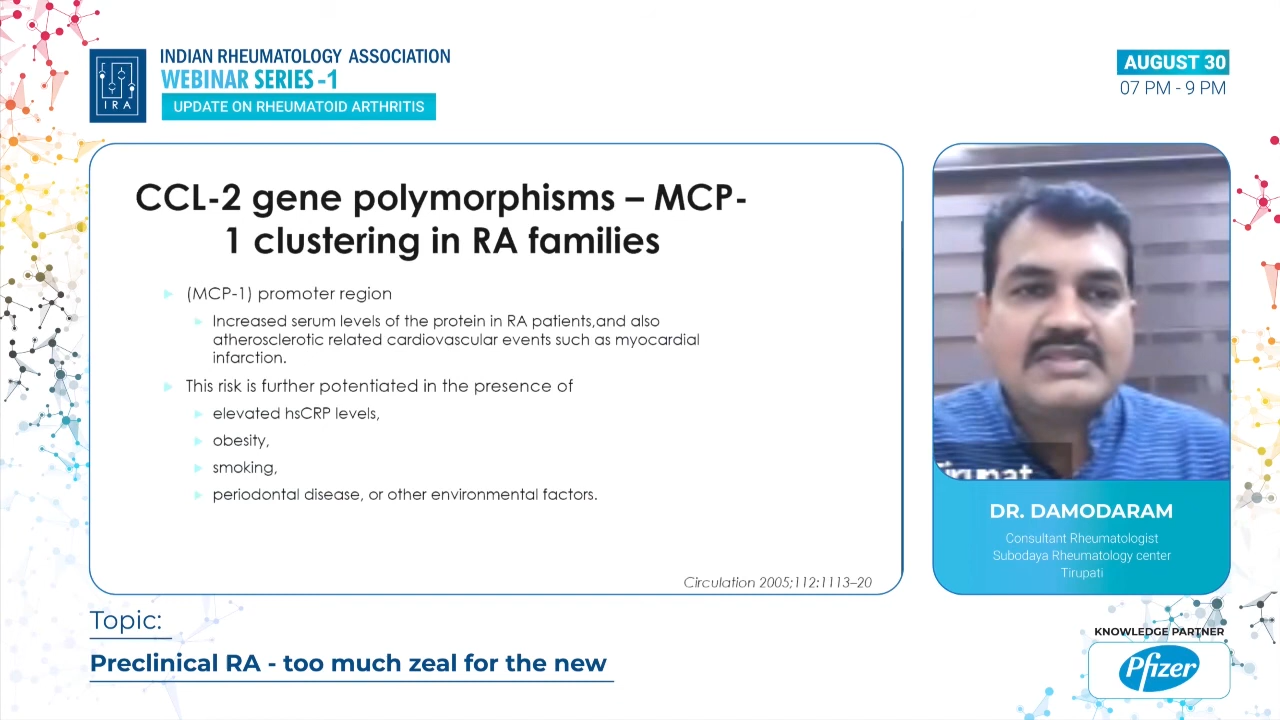 IRA
INDIAN RHEUMATOLOGY ASSOCIATION
WEBINAR SERIES -1
UPDATE ON RHEUMATOID ARTHRITIS
AUGUST 30
07 PM - 9 PM
CCL-2 gene polymorphisms – MCP-
1 clustering in RA families
(MCP-1) promoter region
Increased serum levels of the protein in RA patients,and also
atherosclerotic related cardiovascular events such as myocardial
infarction.
This risk is further potentiated in the presence of
elevated hsCRP levels,
obesity,
smoking,
periodontal disease, or other environmental factors.
Circulation 2005;112:1113–20
DR. DAMODARAM
Consultant Rheumatologist
Subodaya Rheumatology center
Tirupati
Topic:
Preclinical RA - too much zeal for the new
KNOWLEDGE PARTNER
Pfizer